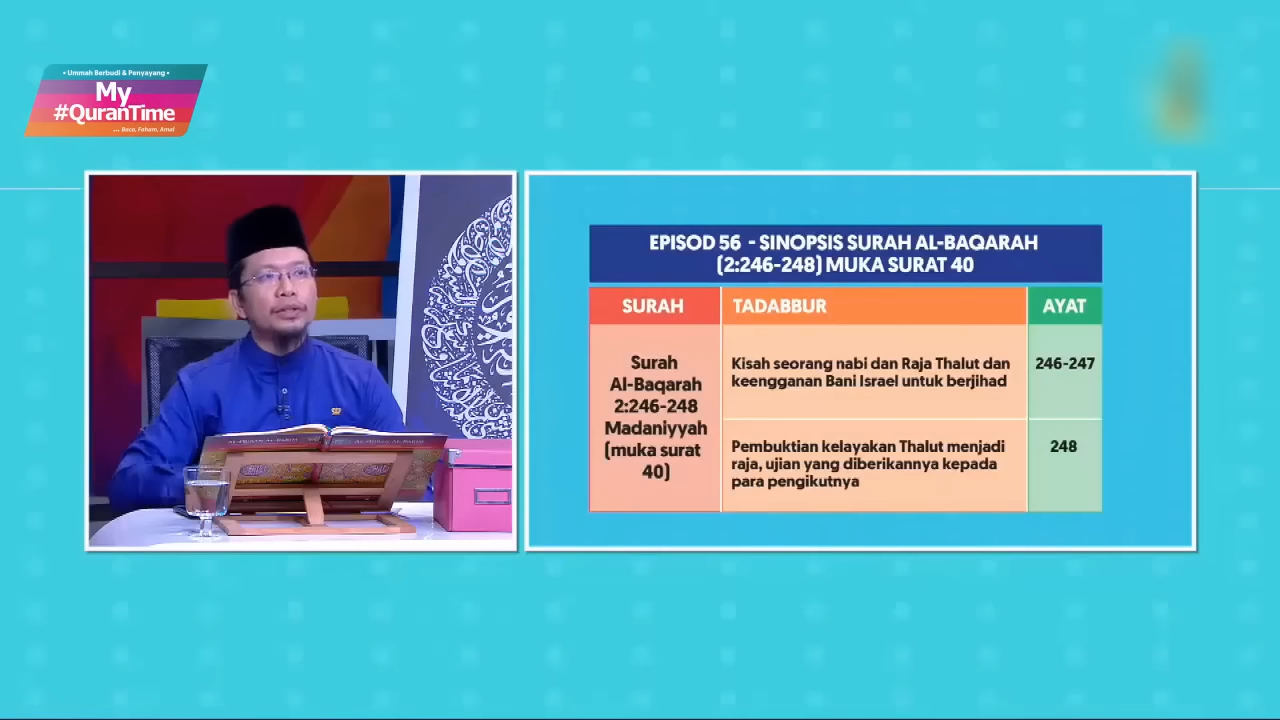 • Ummah Berbudi & Penyayang •
My
#QuranTime
... Baca, Faham, Amal
EPISOD 56 - SINOPSIS SURAH AL-BAQARAH
(2:246-248) MUKA SURAT 40
SURAH
TADABBUR
AYAT
Surah
Al-Baqarah
2:246-248
Madaniyyah
(muka surat
40)
Kisah seorang nabi dan Raja Thalut dan
keengganan Bani Israel untuk berjihad
246-247
Pembuktian kelayakan Thalut menjadi
raja, ujian yang diberikannya kepada
para pengikutnya
248